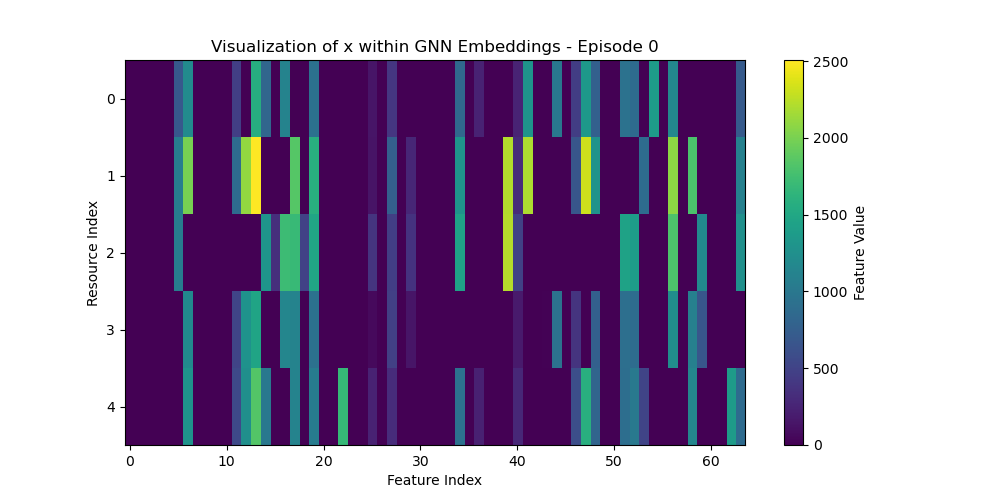 Visualization of x within GNN Embeddings - Episode 0
Resource Index
0
1
2
3
4
0 10 20 30 40 50 60
Feature Index
2500
2000
1500
1000
500
0
Feature Value